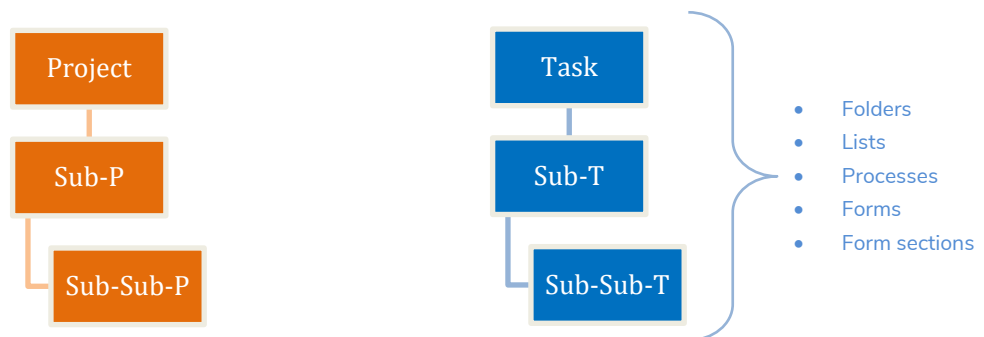 Project
Sub-P
Sub-Sub-P
Task
Sub-T
Sub-Sub-T
• Folders
• Lists
• Processes
• Forms
• Form sections